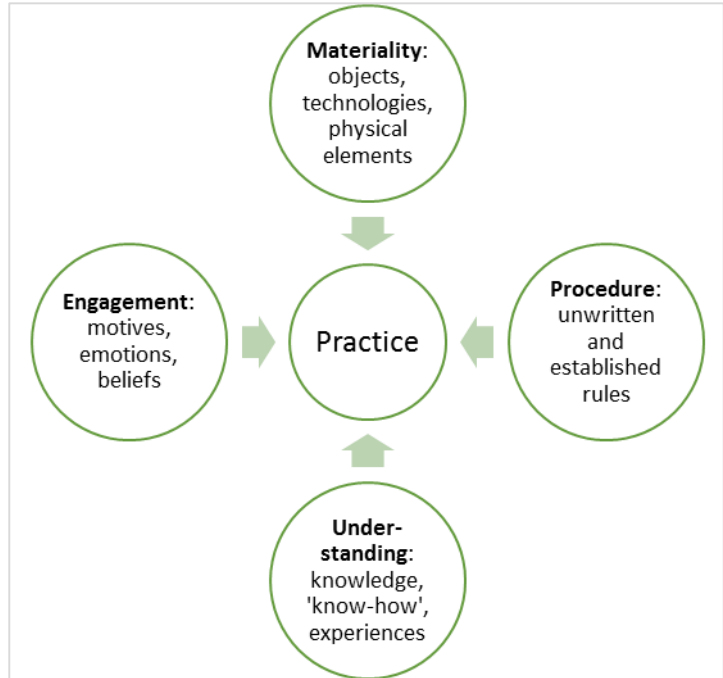 Materiality:
objects,
technologies,
physical
elements
Engagement:
motives,
emotions,
beliefs
Practice
Procedure:
unwritten
and
established
rules
Under-
standing:
knowledge,
'know-how',
experiences